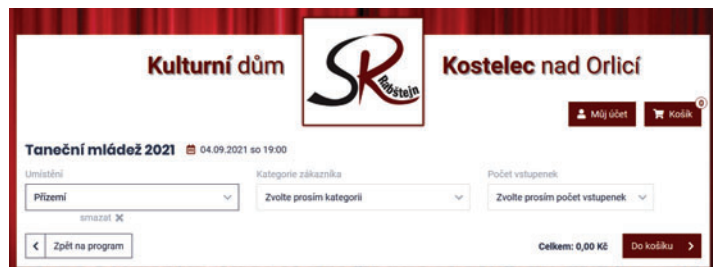 Kulturní dům
SR
Rabštejn
Kostelec nad Orlicí
Můj účet
Košík
0
Taneční mládež 2021
04.09.2021 so 19:00
Umístění
Kategorie zákazníka
Počet vstupenek
Přízemí
Zvolte prosím kategorii
Zvolte prosím počet vstupenek
smazat
Zpět na program
Celkem: 0,00 Kč
Do košíku